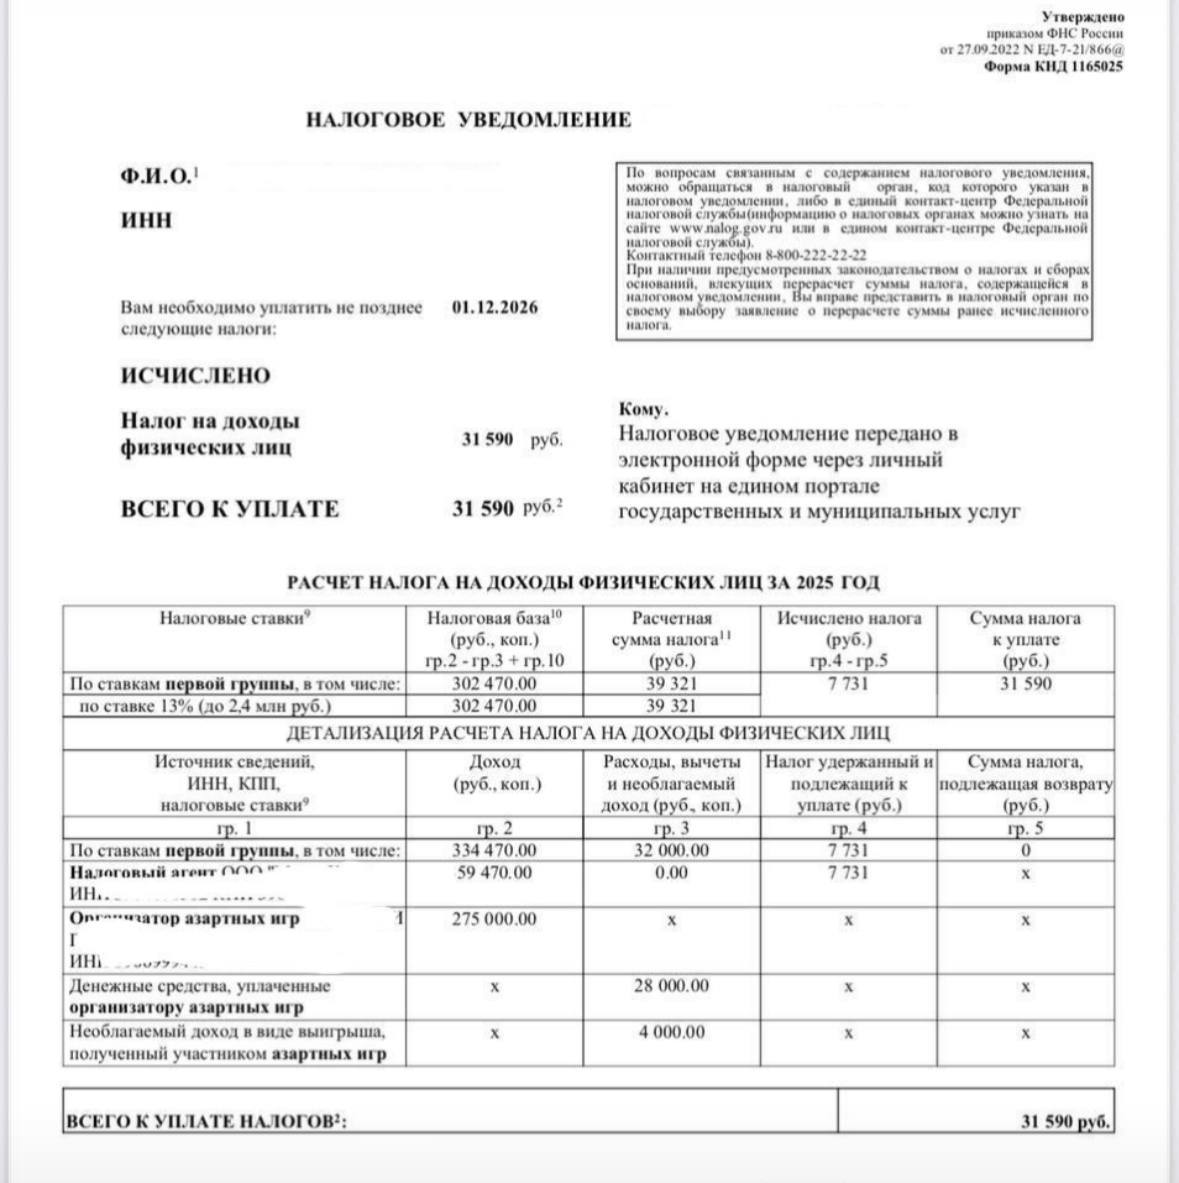 Утверждено
приказом ФНС России
от 27.09.2022 N ЕД-7-21/866@
Форма КНД 1165025
НАЛОГОВОЕ УВЕДОМЛЕНИЕ
Ф.И.О.¹
ИНН
По вопросам связанным с содержанием налогового уведомления,
можно обращаться в налоговый орган, код которого указан в
налоговом уведомлении, либо в единый контакт-центр Федеральной
налоговой службы(информацию о налоговых органах можно узнать на
сайте www.nalog.gov.ru или в едином контакт-центре Федеральной
налоговой службы).
Контактный телефон 8-800-222-22-22
При наличии предусмотренных законодательством о налогах и сборах
оснований, влекущих перерасчет суммы налога, содержащейся в
налоговом уведомлении, Вы вправе представить в налоговый орган по
своему выбору заявление о перерасчете суммы ранее исчисленного
налога.
Вам необходимо уплатить не позднее 01.12.2026
следующие налоги:
ИСЧИСЛЕНО
Налог на доходы
физических лиц 31 590 руб.
ВСЕГО К УПЛАТЕ 31 590 руб.²
Кому.
Налоговое уведомление передано в
электронной форме через личный
кабинет на едином портале
государственных и муниципальных услуг
РАСЧЕТ НАЛОГА НА ДОХОДЫ ФИЗИЧЕСКИХ ЛИЦ ЗА 2025 ГОД
Налоговые ставки⁹
Налоговая база¹⁰
(руб., коп.)
гр.2 - гр.3 + гр.10
Расчетная
сумма налога¹¹
(руб.)
Исчислено налога
(руб.)
гр.4 - гр.5
Сумма налога
к уплате
(руб.)
По ставкам первой группы, в том числе: 302 470.00 39 321 7 731 31 590
по ставке 13% (до 2,4 млн руб.) 302 470.00 39 321
ДЕТАЛИЗАЦИЯ РАСЧЕТА НАЛОГА НА ДОХОДЫ ФИЗИЧЕСКИХ ЛИЦ
Источник сведений,
ИНН, КПП,
налоговые ставки⁹
Доход
(руб., коп.)
Расходы, вычеты
и необлагаемый
доход (руб., коп.)
Налог удержанный и
подлежащий к
уплате (руб.)
Сумма налога,
подлежащая возврату
(руб.)
гр. 1 гр. 2 гр. 3 гр. 4 гр. 5
По ставкам первой группы, в том числе: 334 470.00 32 000.00 7 731 0
Налоговый агент ООО 59 470.00 0.00 7 731 x
ИНН
Организатор азартных игр 275 000.00 x x x
ИНН
Денежные средства, уплаченные x 28 000.00 x x
организатору азартных игр
Необлагаемый доход в виде выигрыша, x 4 000.00 x x
полученный участником азартных игр
ВСЕГО К УПЛАТЕ НАЛОГОВ²: 31 590 руб.